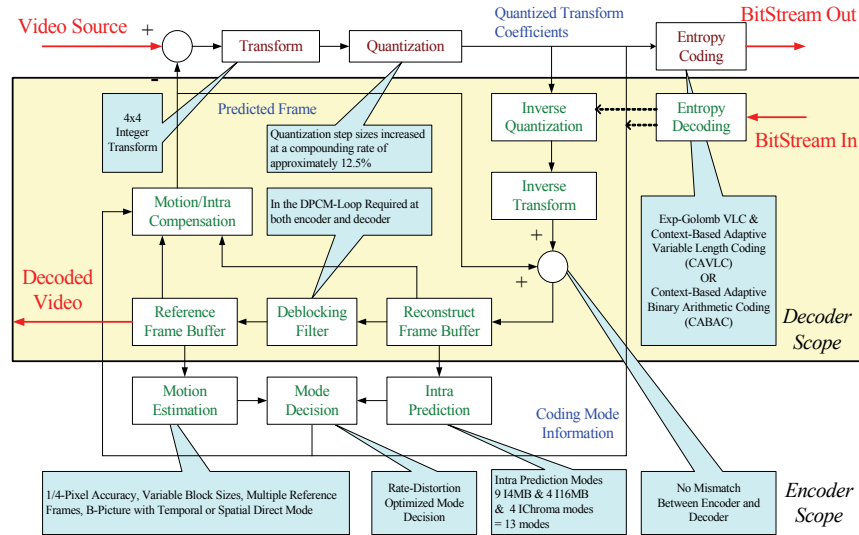 Video Source
+
Transform
Quantization
Quantized Transform
Coefficients
Entropy
Coding
BitStream Out
-
4x4
Integer
Transform
Predicted Frame
Quantization step sizes increased
at a compounding rate of
approximately 12.5%
Inverse
Quantization
Entropy
Decoding
BitStream In
Motion/Intra
Compensation
In the DPCM-Loop Required at
both encoder and decoder
Inverse
Transform
+
+
Exp-Golomb VLC &
Context-Based Adaptive
Variable Length Coding
(CAVLC)
OR
Context-Based Adaptive
Binary Arithmetic Coding
(CABAC)
Decoded
Video
Reference
Frame Buffer
Deblocking
Filter
Reconstruct
Frame Buffer
Decoder
Scope
Motion
Estimation
Mode
Decision
Intra
Prediction
Coding Mode
Information
1/4-Pixel Accuracy, Variable Block Sizes, Multiple Reference
Frames, B-Picture with Temporal or Spatial Direct Mode
Rate-Distortion
Optimized Mode
Decision
Intra Prediction Modes
9 I4MB & 4 I16MB
& 4 IChroma modes
= 13 modes
No Mismatch
Between Encoder and
Decoder
Encoder
Scope